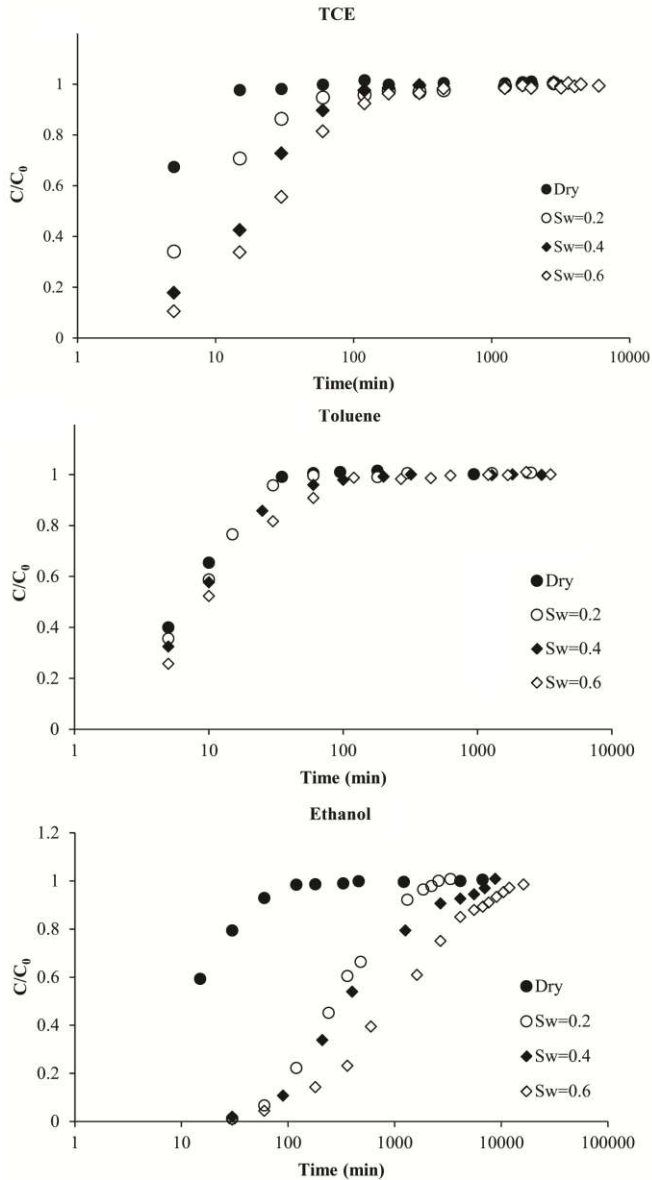 TCE
C/C0
1
0.8
0.6
0.4
0.2
0
Dry
Sw=0.2
Sw=0.4
Sw=0.6
1 10 100 1000 10000
Time(min)
Toluene
C/C0
1
0.8
0.6
0.4
0.2
0
Dry
Sw=0.2
Sw=0.4
Sw=0.6
1 10 100 1000 10000
Time (min)
Ethanol
C/C0
1.2
1
0.8
0.6
0.4
0.2
0
Dry
Sw=0.2
Sw=0.4
Sw=0.6
1 10 100 1000 10000 100000
Time (min)